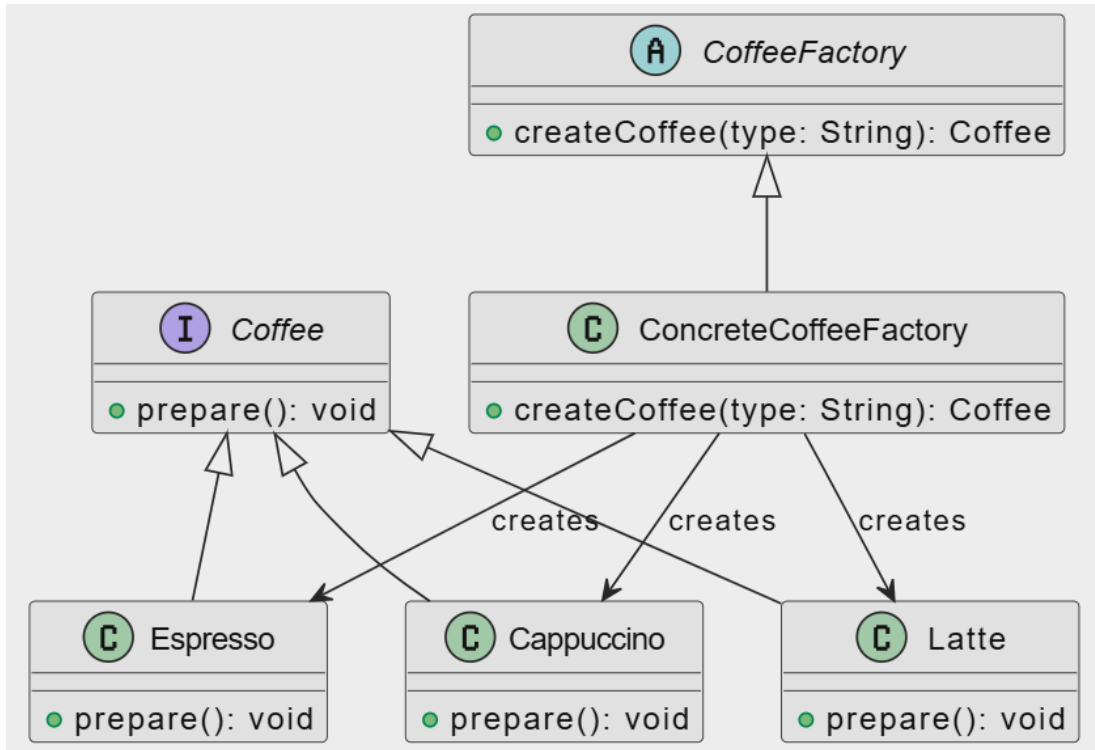 A CoffeeFactory
createCoffee(type: String): Coffee
I Coffee
prepare(): void
C ConcreteCoffeeFactory
createCoffee(type: String): Coffee
creates
creates
creates
C Espresso
prepare(): void
C Cappuccino
prepare(): void
C Latte
prepare(): void